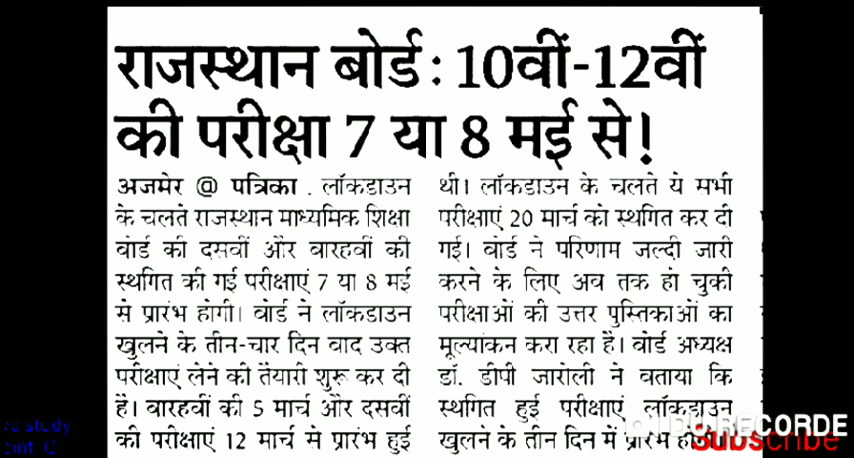 राजस्थान बोर्ड : 10वीं-12वीं
की परीक्षा 7 या 8 मई से!
अजमेर @ पत्रिका . लॉकडाउन
के चलते राजस्थान माध्यमिक शिक्षा
बोर्ड की दसवीं और बारहवीं की
स्थगित की गई परीक्षाएं 7 या 8 मई
से प्रारंभ होगी। बोर्ड ने लॉकडाउन
खुलने के तीन-चार दिन बाद उक्त
परीक्षाएं लेने की तैयारी शुरू कर दी
है। बारहवीं की 5 मार्च और दसवीं
की परीक्षाएं 12 मार्च से प्रारंभ हुई
थी। लॉकडाउन के चलते ये सभी
परीक्षाएं 20 मार्च को स्थगित कर दी
गई। बोर्ड ने परिणाम जल्दी जारी
करने के लिए अब तक हो चुकी
परीक्षाओं की उत्तर पुस्तिकाओं का
मूल्यांकन करा रहा है। बोर्ड अध्यक्ष
डॉ. डीपी जारोली ने बताया कि
स्थगित हुई परीक्षाएं लॉकडाउन
खुलने के तीन दिन में प्रारंभ
study
RECORDE
Subscribe